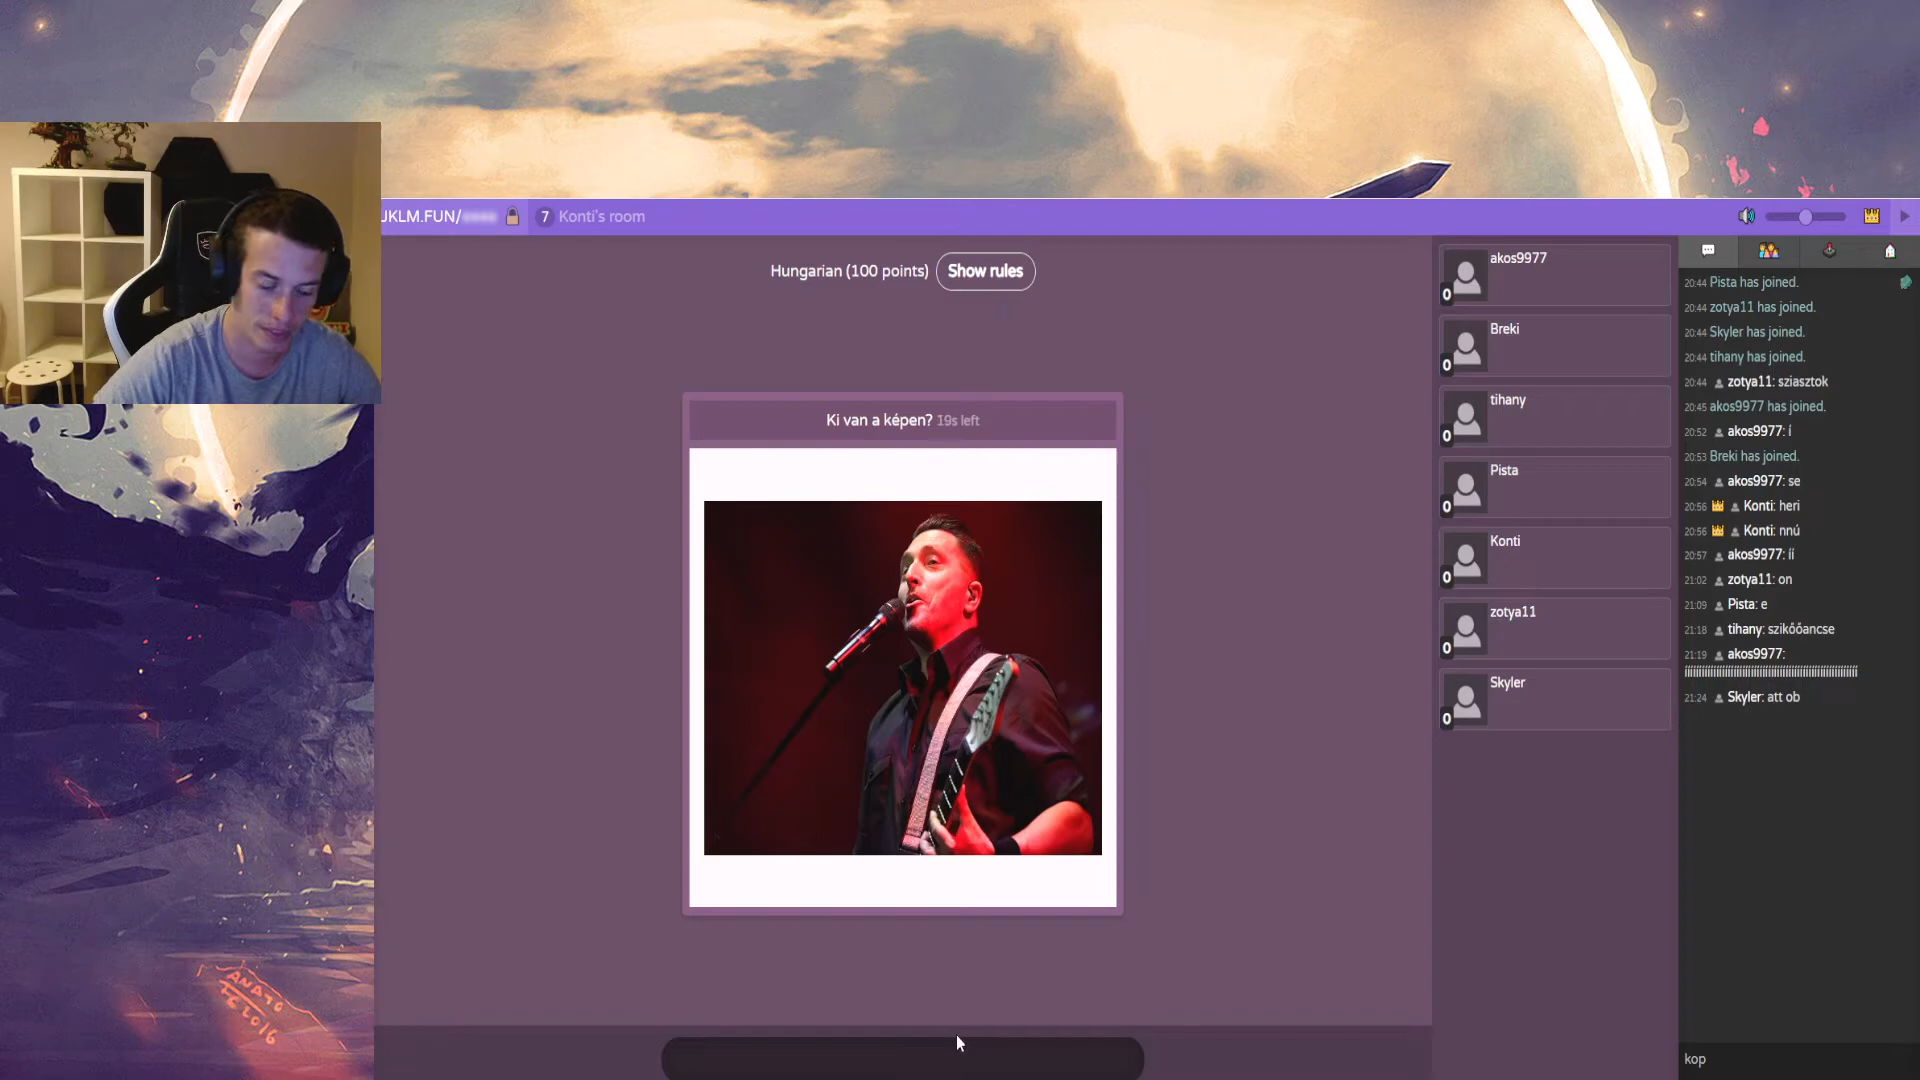 JKLM.FUN/
7 Konti's room
Hungarian (100 points) Show rules
Ki van a képen? 19s left
akos9977
0
Breki
0
tihany
0
Pista
0
Konti
0
zotya11
0
Skyler
0
20:44 Pista has joined.
20:44 zotya11 has joined.
20:44 Skyler has joined.
20:44 tihany has joined.
20:44 zotya11: sziasztok
20:45 akos9977 has joined.
20:52 akos9977: í
20:53 Breki has joined.
20:54 akos9977: se
20:56 Konti: heri
20:56 Konti: nnú
20:57 akos9977: íí
21:02 zotya11: on
21:09 Pista: e
21:18 tihany: szikőőancse
21:19 akos9977:
21:24 Skyler: att ob
kop
ANATO
2016